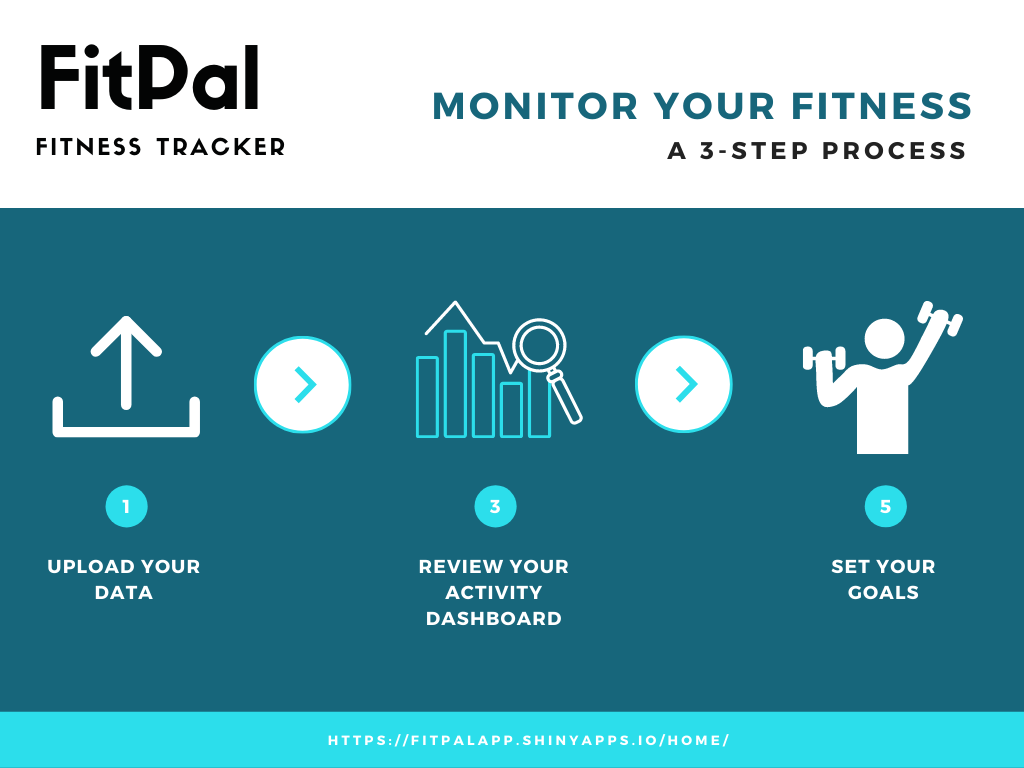 FitPal
FITNESS TRACKER
MONITOR YOUR FITNESS
A 3-STEP PROCESS
1
UPLOAD YOUR
DATA
3
REVIEW YOUR
ACTIVITY
DASHBOARD
5
SET YOUR
GOALS
HTTPS://FITPALAPP.SHINYAPPS.IO/HOME/